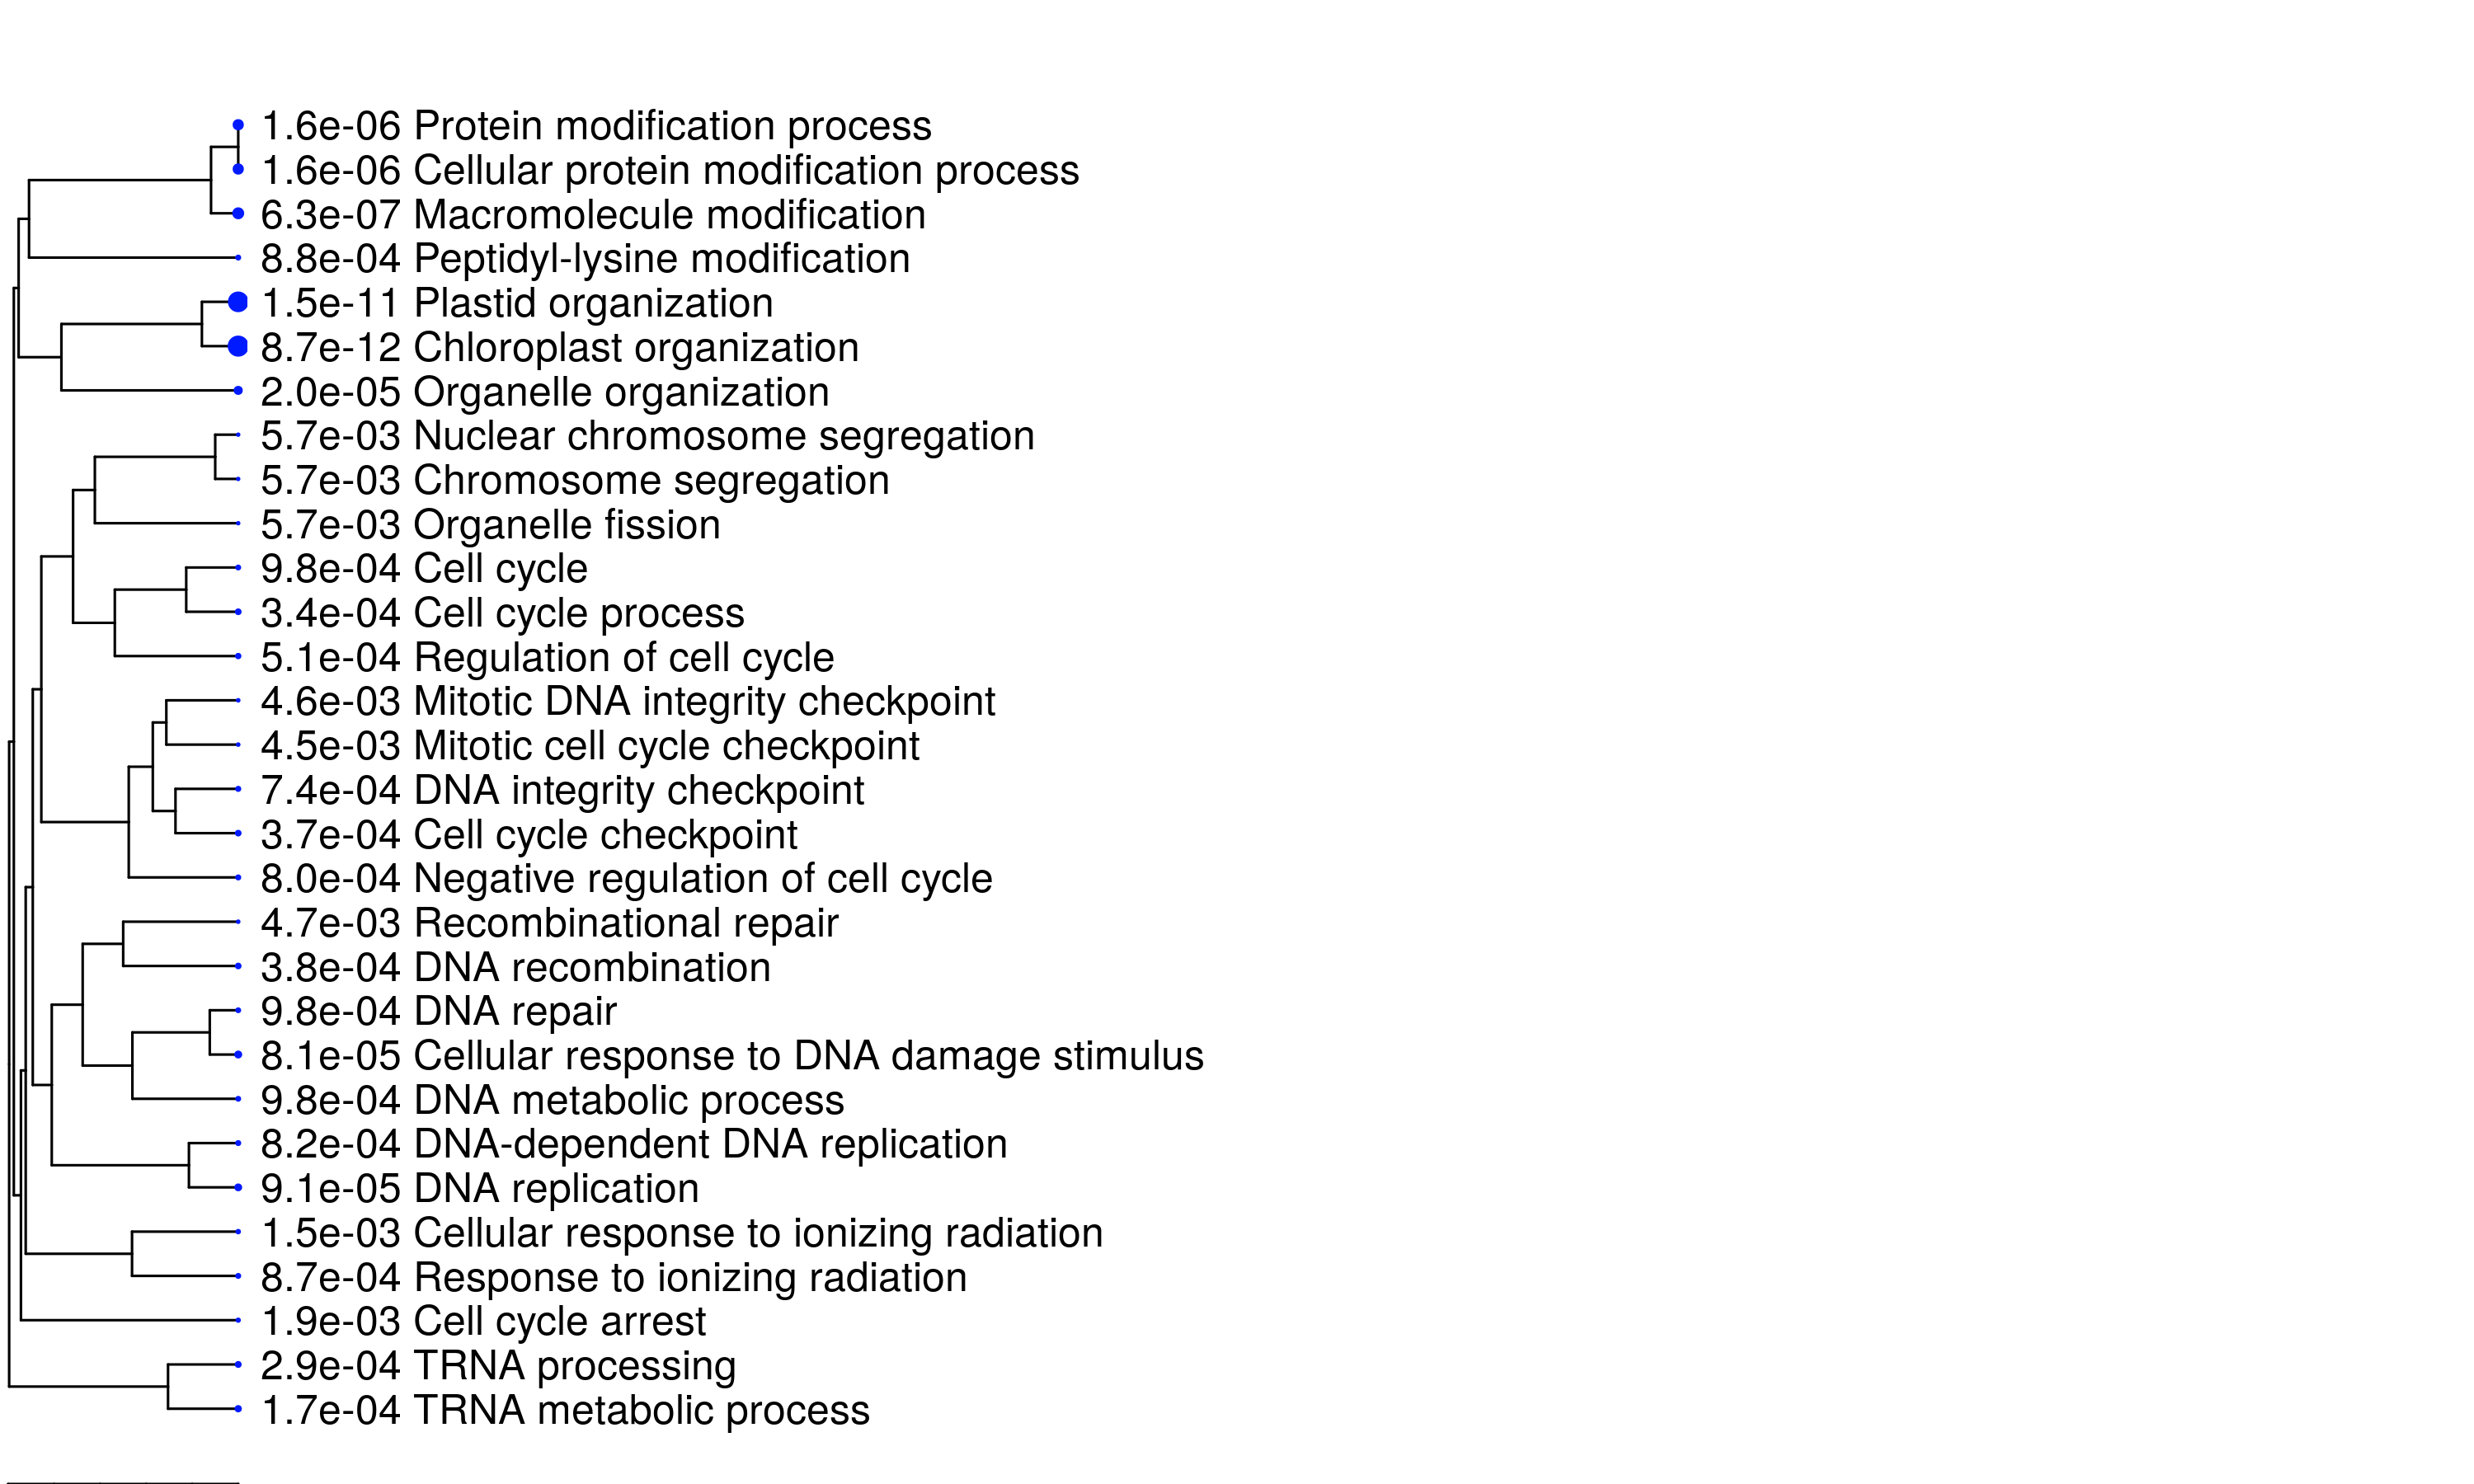 1.6e-06 Protein modification process
1.6e-06 Cellular protein modification process
6.3e-07 Macromolecule modification
8.8e-04 Peptidyl-lysine modification
1.5e-11 Plastid organization
8.7e-12 Chloroplast organization
2.0e-05 Organelle organization
5.7e-03 Nuclear chromosome segregation
5.7e-03 Chromosome segregation
5.7e-03 Organelle fission
9.8e-04 Cell cycle
3.4e-04 Cell cycle process
5.1e-04 Regulation of cell cycle
4.6e-03 Mitotic DNA integrity checkpoint
4.5e-03 Mitotic cell cycle checkpoint
7.4e-04 DNA integrity checkpoint
3.7e-04 Cell cycle checkpoint
8.0e-04 Negative regulation of cell cycle
4.7e-03 Recombinational repair
3.8e-04 DNA recombination
9.8e-04 DNA repair
8.1e-05 Cellular response to DNA damage stimulus
9.8e-04 DNA metabolic process
8.2e-04 DNA-dependent DNA replication
9.1e-05 DNA replication
1.5e-03 Cellular response to ionizing radiation
8.7e-04 Response to ionizing radiation
1.9e-03 Cell cycle arrest
2.9e-04 TRNA processing
1.7e-04 TRNA metabolic process